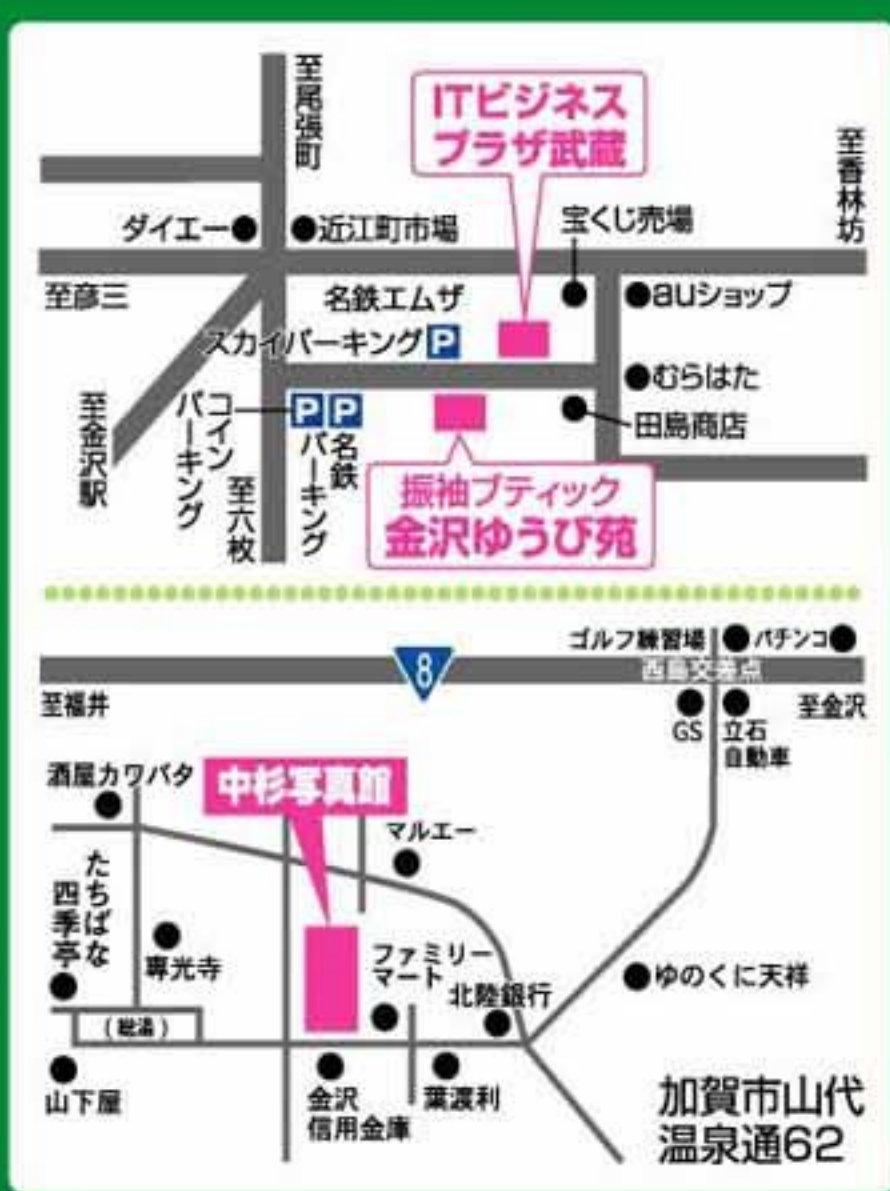 至尾張町
ITビジネス
プラザ武蔵
至香林坊
ダイエー
近江町市場
宝くじ売場
至彦三
名鉄エムザ
auショップ
スカイパーキング
P
むらはた
至金沢駅
コイン
パーキング
P
P
名鉄
パーキング
田島商店
至六枚
振袖ブティック
金沢ゆうび苑
ゴルフ練習場
パチンコ
8
西島交差点
至福井
至金沢
GS
立石
自動車
酒屋カワバタ
中杉写真館
マルエー
たちばな
四季亭
専光寺
ファミリー
マート
北陸銀行
ゆのくに天祥
(総湯)
山下屋
金沢
信用金庫
葉渡利
加賀市山代
温泉通62